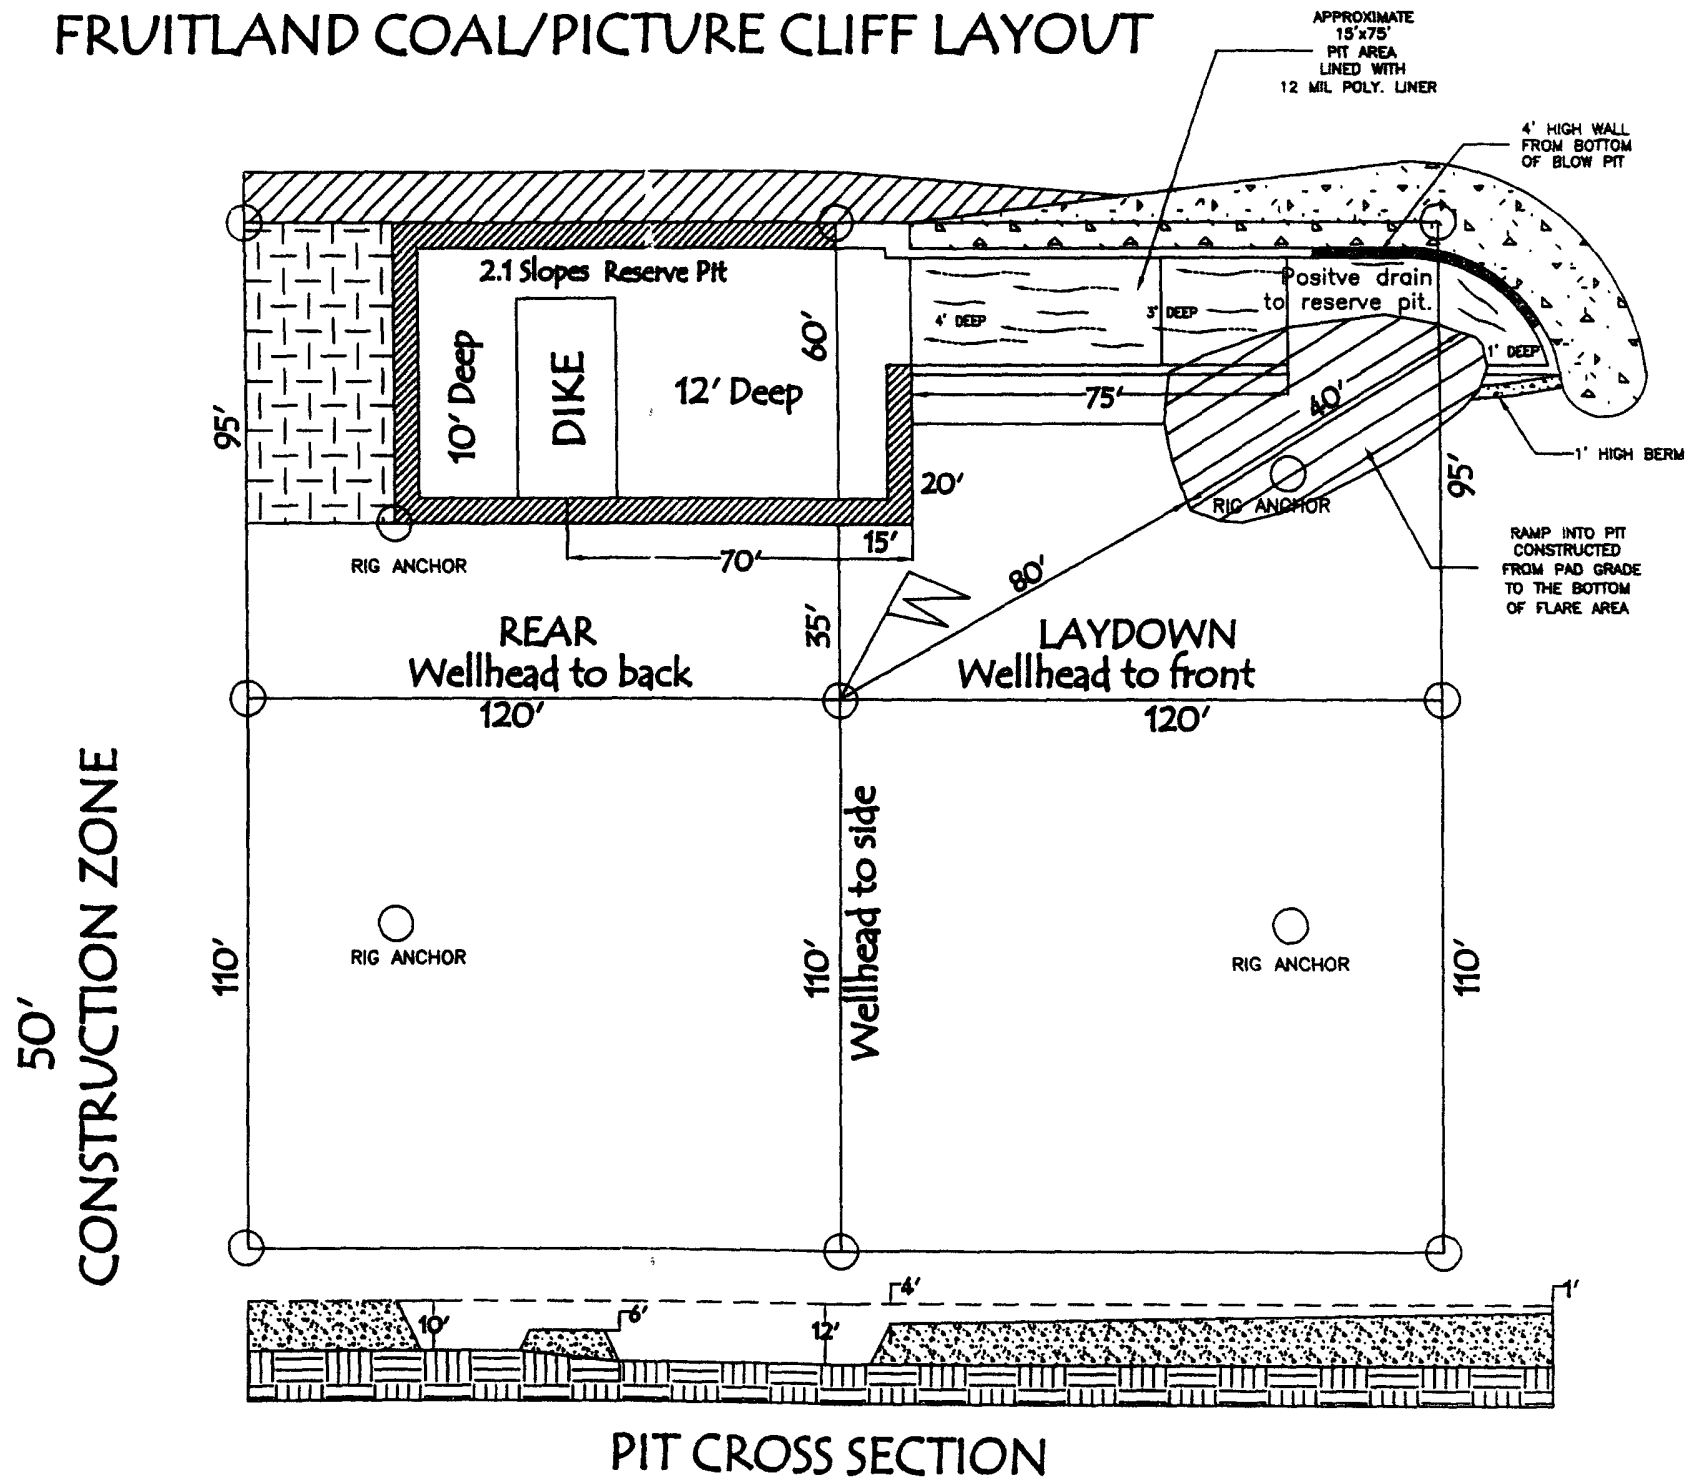 FRUITLAND COAL/PICTURE CLIFF LAYOUT
APPROXIMATE
15'x75'
PIT AREA
LINED WITH
12 MIL POLY. LINER
4' HIGH WALL
FROM BOTTOM
OF BLOW PIT
2.1 Slopes Reserve Pit
Positve drain
to reserve pit.
4' DEEP
3' DEEP
1' DEEP
60'
10' Deep
DIKE
12' Deep
75'
40'
95'
20'
95'
1' HIGH BERM
RIG ANCHOR
RIG ANCHOR
15'
70'
80'
RAMP INTO PIT
CONSTRUCTED
FROM PAD GRADE
TO THE BOTTOM
OF FLARE AREA
35'
REAR
Wellhead to back
LAYDOWN
Wellhead to front
120'
120'
50'
CONSTRUCTION ZONE
Wellhead to side
110'
110'
110'
RIG ANCHOR
RIG ANCHOR
10'
6'
12'
4'
1'
PIT CROSS SECTION